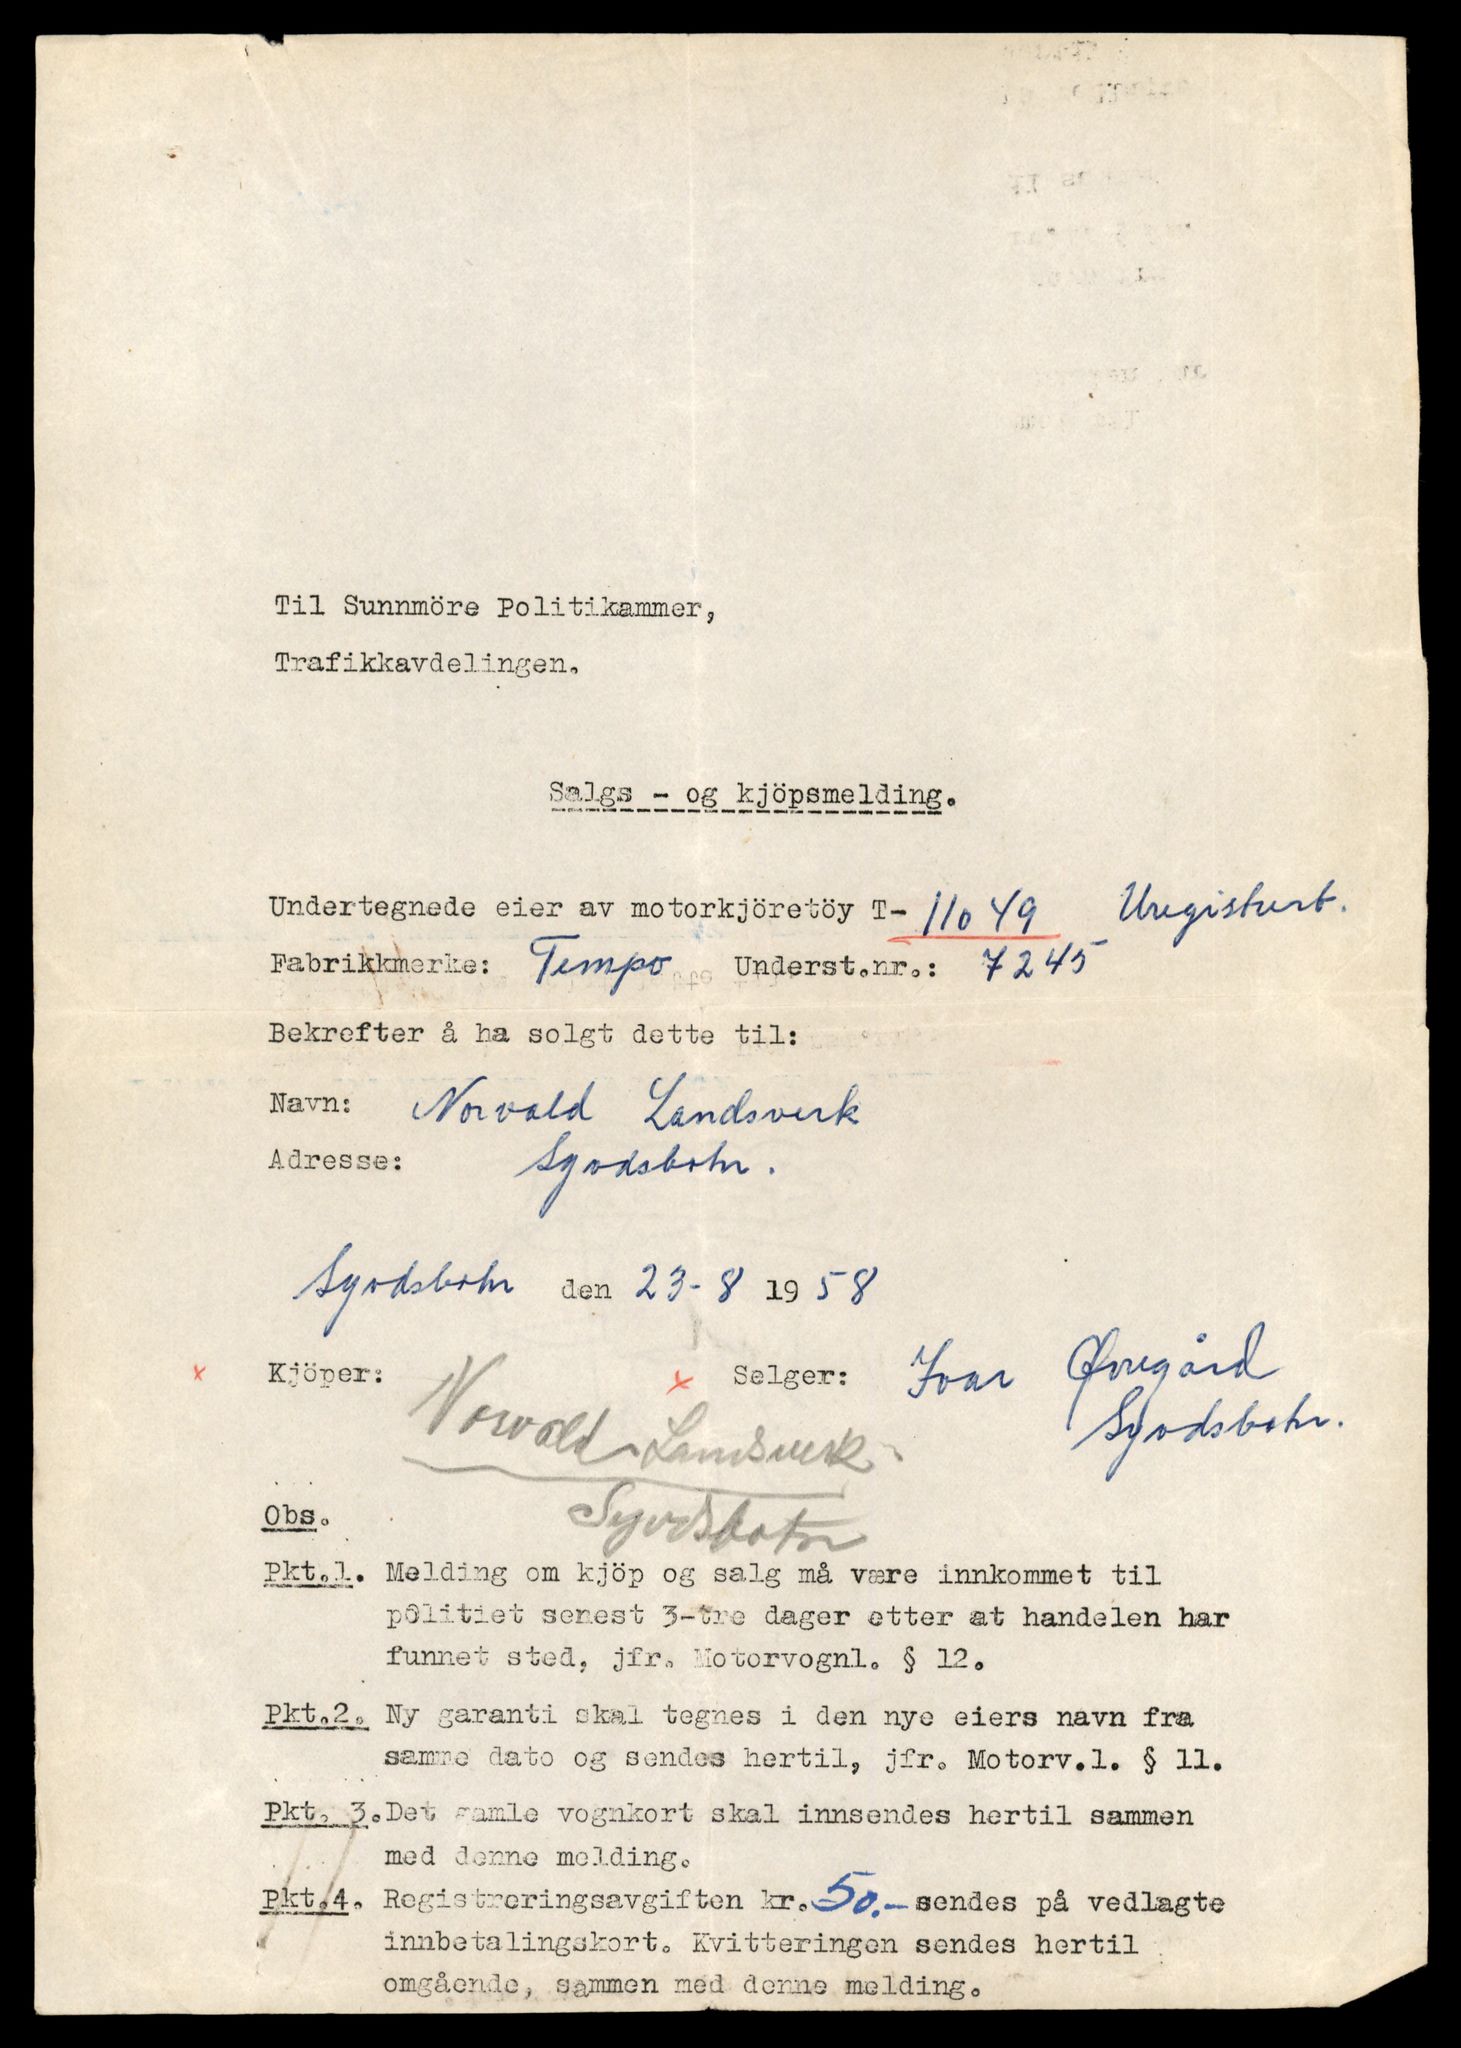 Til Sunnmöre Politikammer,
Trafikkavdelingen.
Salgs - og kjöpsmelding.
Undertegnede eier av motorkjöretöy T- 11049 Uregistrert.
Fabrikkmerke: Tempo Underst.nr.: 7245
Bekrefter å ha solgt dette til:
Navn: Norvald Landsverk
Adresse: Syvdsbotn.
Syvdsbotn den 23-8 1958
x Kjöper: x Selger: Ivar Øvregård
Syvdsbotn.
Norvald Landsverk
Syvdsbotn
Obs.
Pkt.1. Melding om kjöp og salg må være innkommet til
politiet senest 3-tre dager etter at handelen har
funnet sted, jfr. Motorvognl. § 12.
Pkt.2. Ny garanti skal tegnes i den nye eiers navn fra
samme dato og sendes hertil, jfr. Motorv.l. § 11.
Pkt. 3. Det gamle vognkort skal innsendes hertil sammen
med denne melding.
Pkt.4. Registreringsavgiften kr. 50.- sendes på vedlagte
innbetalingskort. Kvitteringen sendes hertil
omgående, sammen med denne melding.